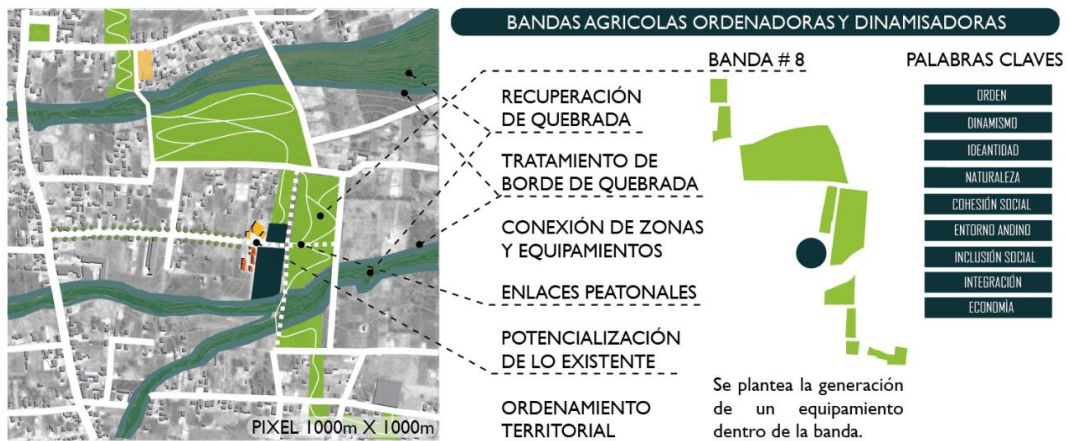 BANDAS AGRICOLAS ORDENADORAS Y DINAMISADORAS
BANDA # 8
PALABRAS CLAVES
RECUPERACIÓN
DE QUEBRADA
TRATAMIENTO DE
BORDE DE QUEBRADA
CONEXIÓN DE ZONAS
Y EQUIPAMIENTOS
ENLACES PEATONALES
POTENCIALIZACIÓN
DE LO EXISTENTE
ORDENAMIENTO
TERRITORIAL
ORDEN
DINAMISMO
IDEANTIDAD
NATURALEZA
COHESIÓN SOCIAL
ENTORNO ANDINO
INCLUSIÓN SOCIAL
INTEGRACIÓN
ECONOMÌA
Se plantea la generación
de un equipamiento
dentro de la banda.
PIXEL 1000m X 1000m